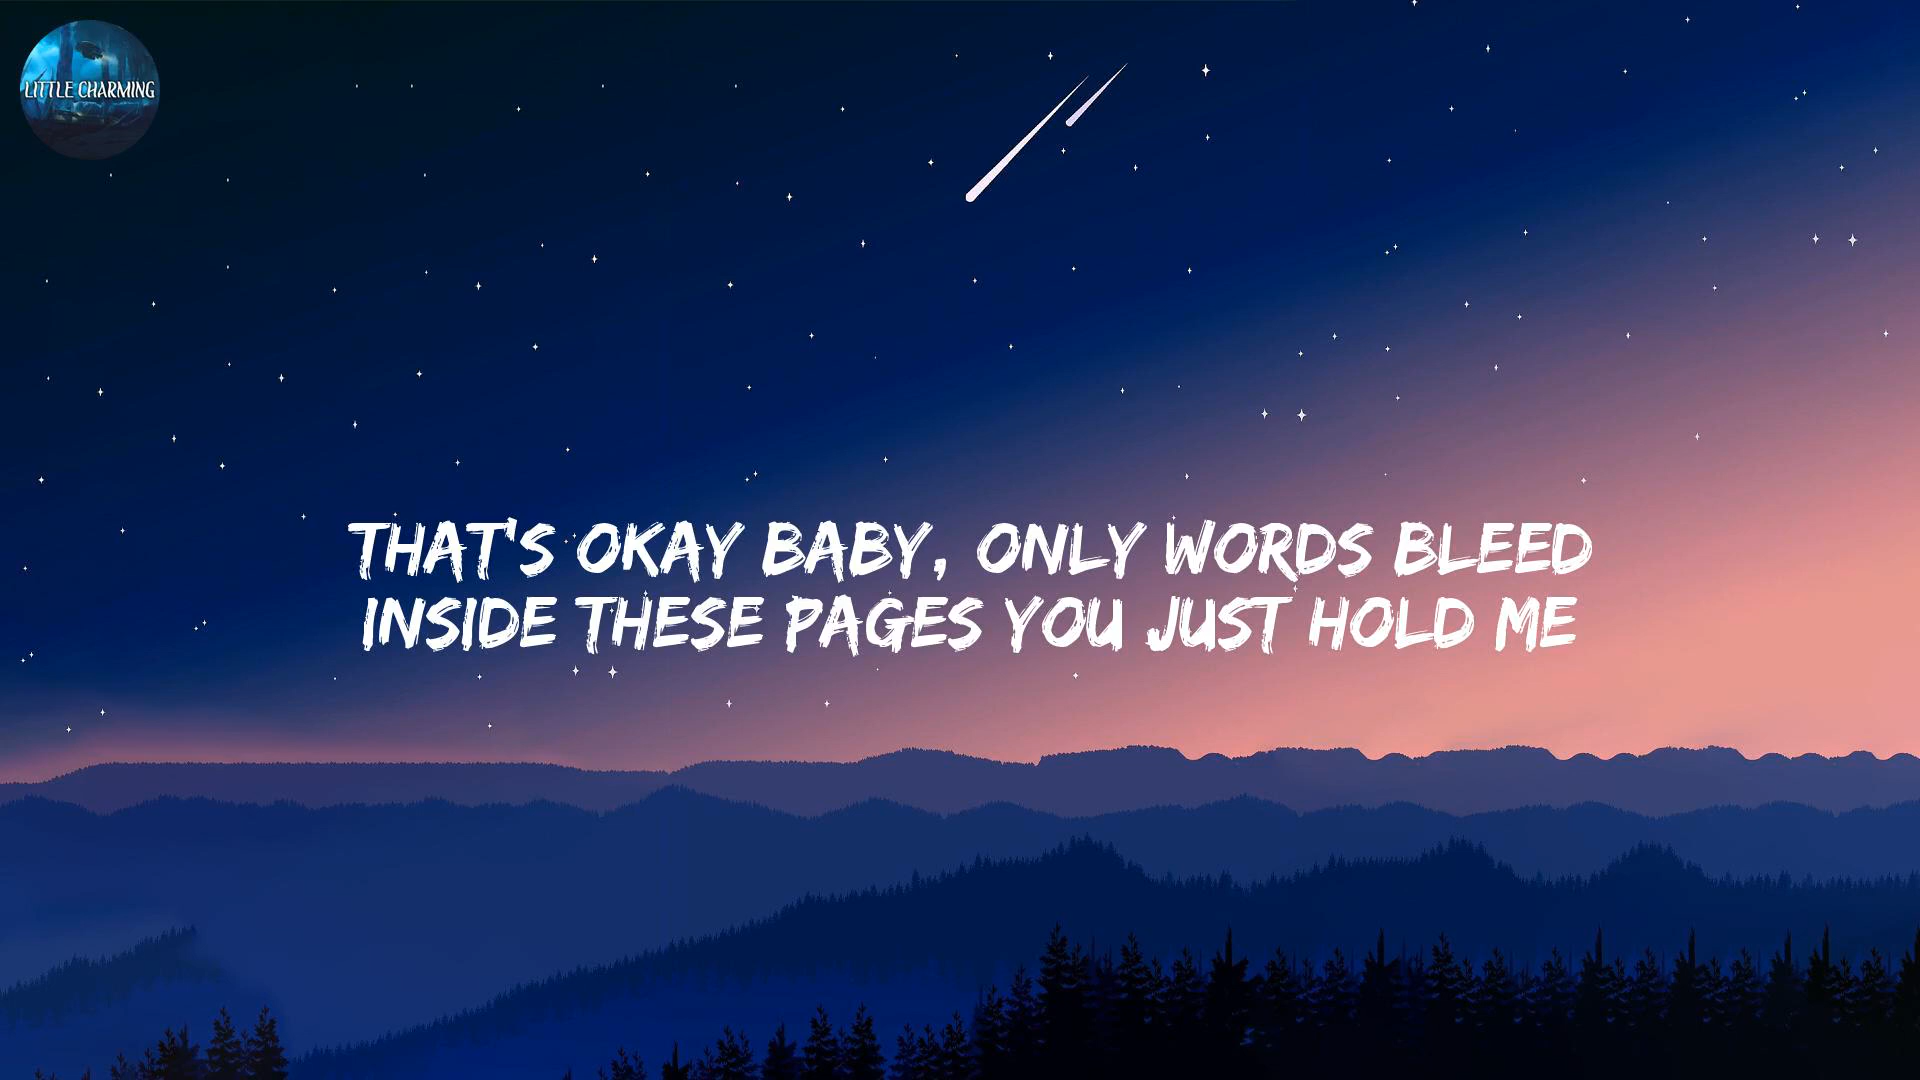 LITTLE CHARMING
THAT'S OKAY BABY, ONLY WORDS BLEED
INSIDE THESE PAGES YOU JUST HOLD ME